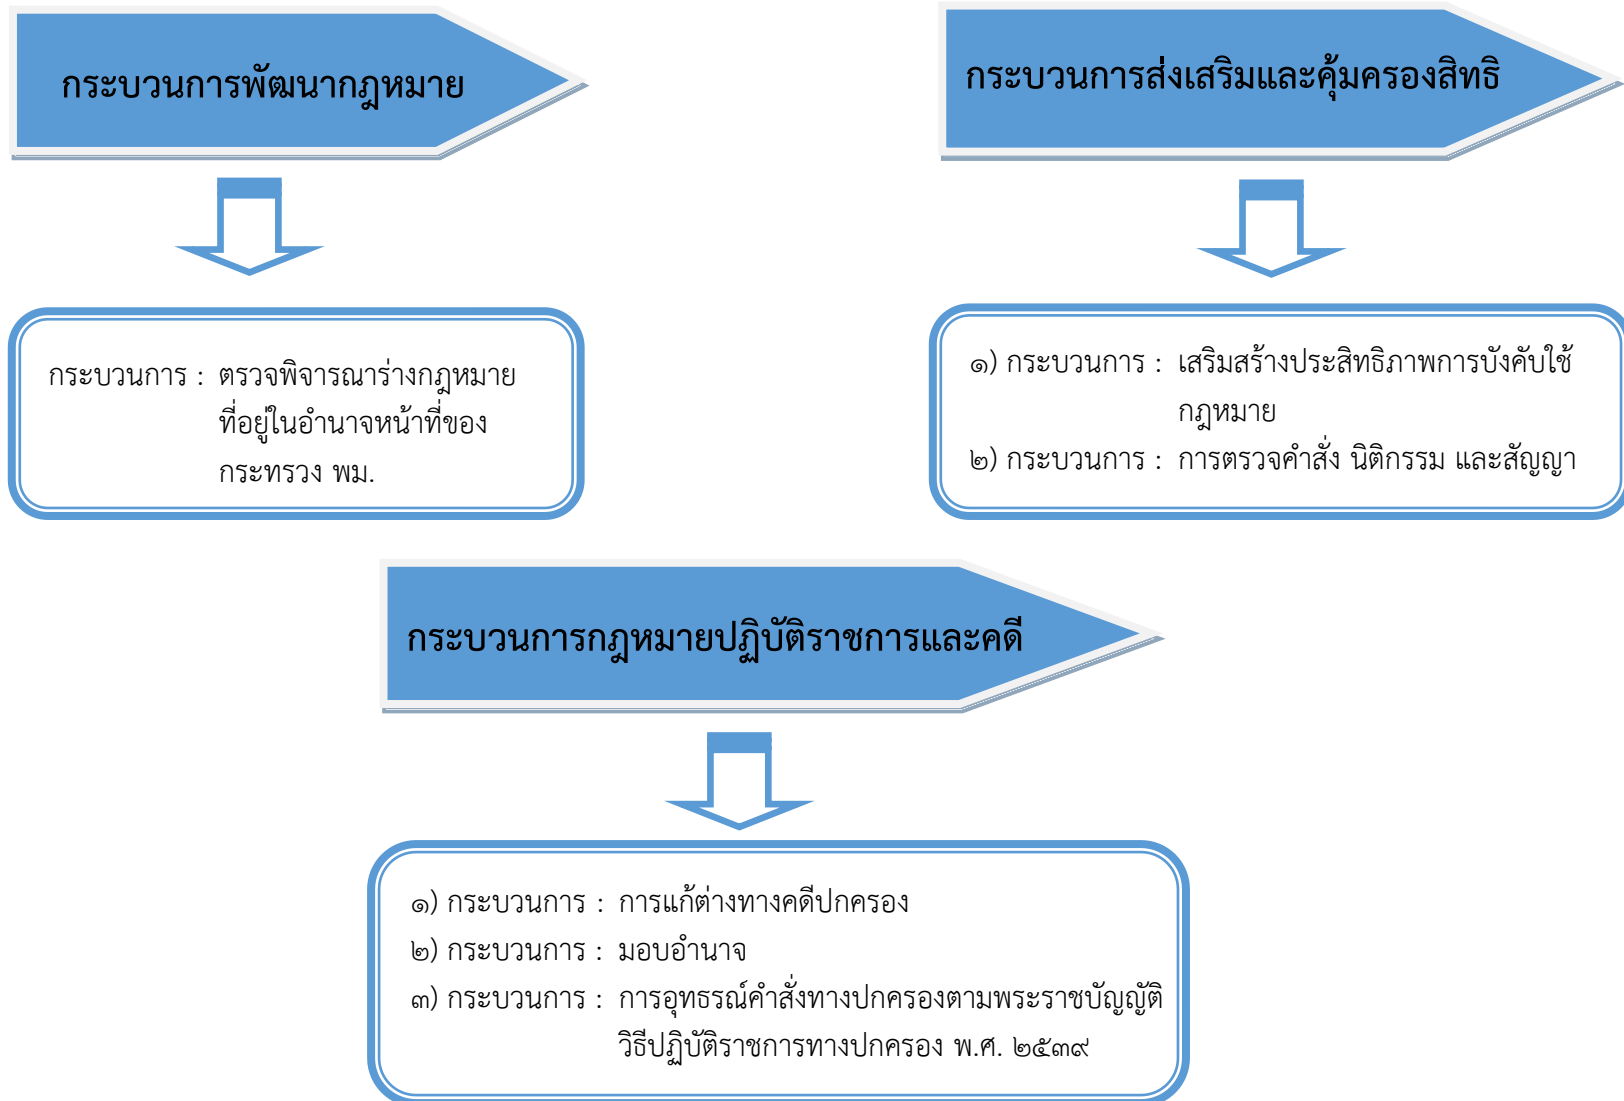 กระบวนการพัฒนากฎหมาย
กระบวนการส่งเสริมและคุ้มครองสิทธิ
กระบวนการ : ตรวจพิจารณาร่างกฎหมาย
ที่อยู่ในอำนาจหน้าที่ของ
กระทรวง พม.
๑) กระบวนการ : เสริมสร้างประสิทธิภาพการบังคับใช้
กฎหมาย
๒) กระบวนการ : การตรวจคำสั่ง นิติกรรม และสัญญา
กระบวนการกฎหมายปฏิบัติราชการและคดี
๑) กระบวนการ : การแก้ต่างทางคดีปกครอง
๒) กระบวนการ : มอบอำนาจ
๓) กระบวนการ : การอุทธรณ์คำสั่งทางปกครองตามพระราชบัญญัติ
วิธีปฏิบัติราชการทางปกครอง พ.ศ. ๒๕๓๙